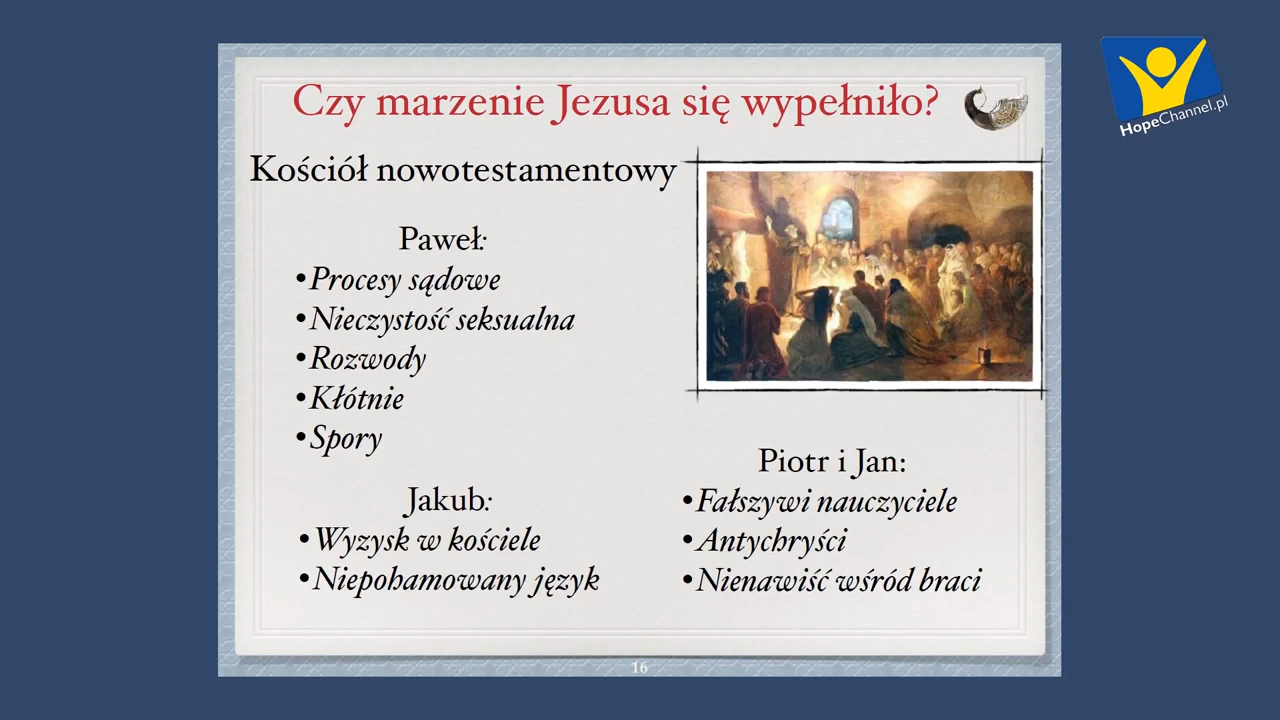 Czy marzenie Jezusa się wypełniło?
HopeChannel.pl
Kościół nowotestamentowy
Paweł:
•Procesy sądowe
•Nieczystość seksualna
•Rozwody
•Kłótnie
•Spory
Jakub:
•Wyzysk w kościele
•Niepohamowany język
Piotr i Jan:
•Fałszywi nauczyciele
•Antychryści
•Nienawiść wśród braci
16